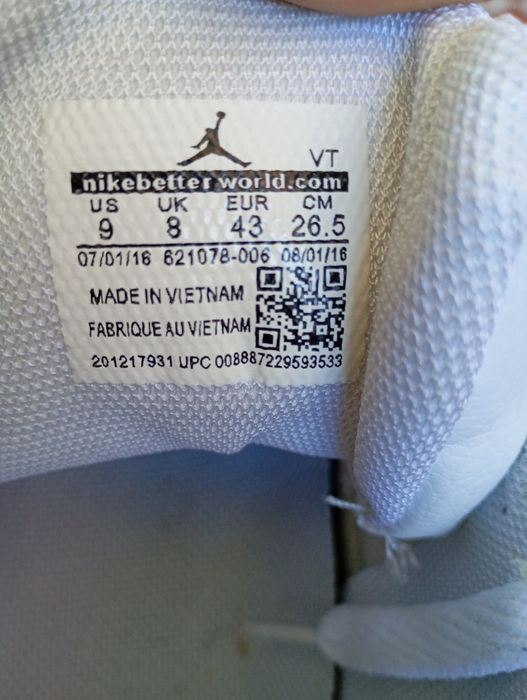 VT
nikebetterworld.com
US UK EUR CM
9 8 43 26.5
07/01/16 621078-006 08/01/16
MADE IN VIETNAM
FABRIQUE AU VIETNAM
201217931 UPC 008887229593533